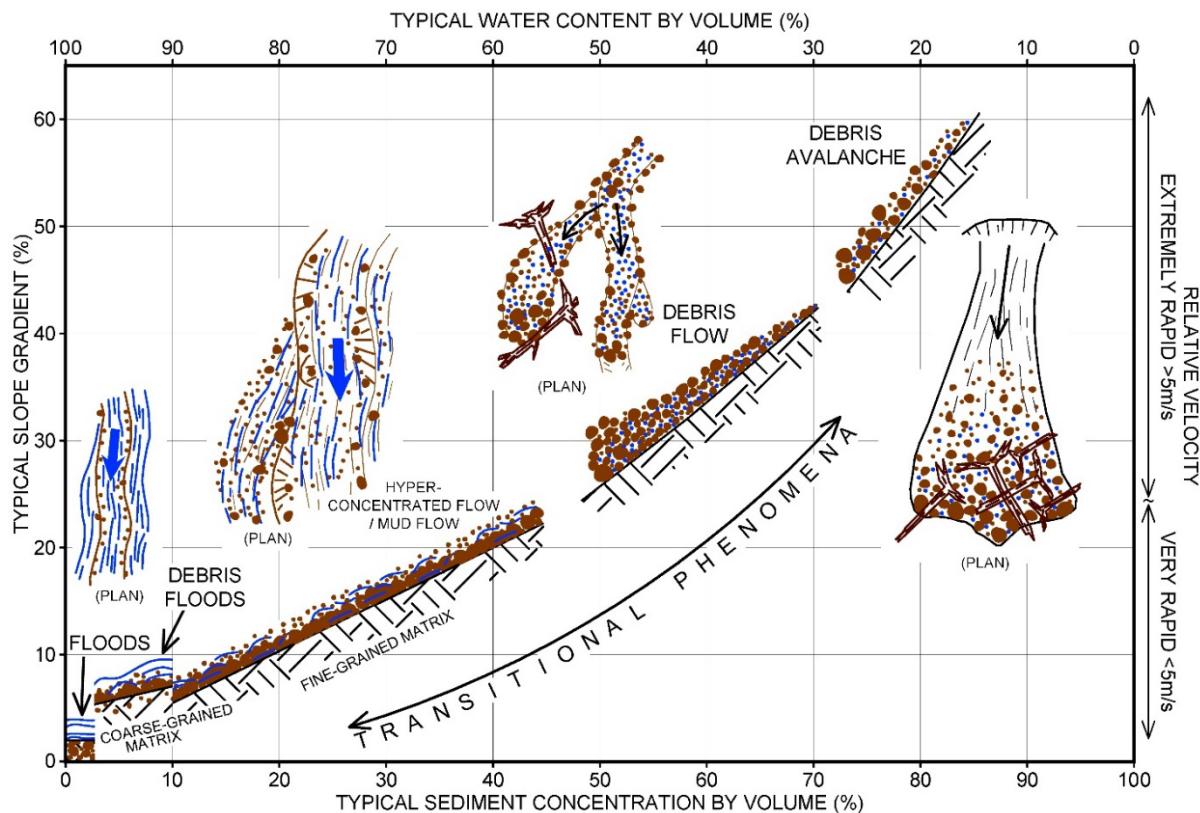 TYPICAL WATER CONTENT BY VOLUME (%)
100 90 80 70 60 50 40 30 20 10 0
60
50
40
30
20
10
0
TYPICAL SLOPE GRADIENT (%)
DEBRIS
AVALANCHE
DEBRIS
FLOW
(PLAN)
HYPER-
CONCENTRATED FLOW
/ MUD FLOW
(PLAN)
(PLAN)
(PLAN)
DEBRIS
FLOODS
FLOODS
FINE-GRAINED MATRIX
COARSE-GRAINED
MATRIX
TRANSITIONAL PHENOMENA
EXTREMELY RAPID >5m/s
VERY RAPID <5m/s
RELATIVE VELOCITY
0 10 20 30 40 50 60 70 80 90 100
TYPICAL SEDIMENT CONCENTRATION BY VOLUME (%)